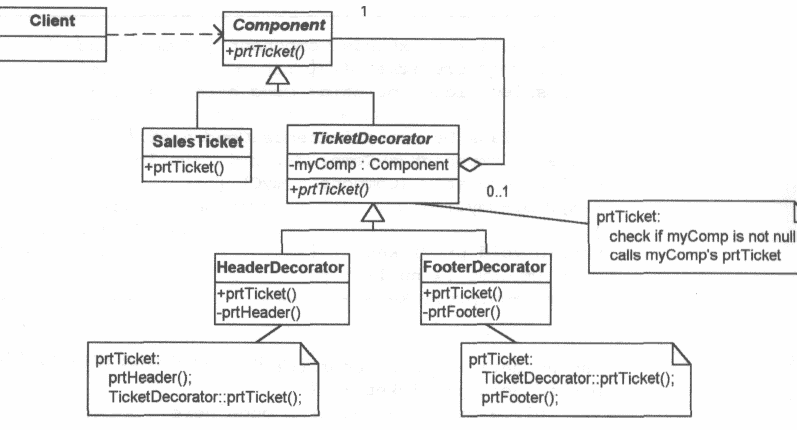 Client
Component
+prtTicket()
1
SalesTicket
+prtTicket()
TicketDecorator
-myComp : Component
+prtTicket()
0..1
prtTicket:
check if myComp is not null
calls myComp's prtTicket
HeaderDecorator
+prtTicket()
-prtHeader()
FooterDecorator
+prtTicket()
-prtFooter()
prtTicket:
prtHeader();
TicketDecorator::prtTicket();
prtTicket:
TicketDecorator::prtTicket();
prtFooter();